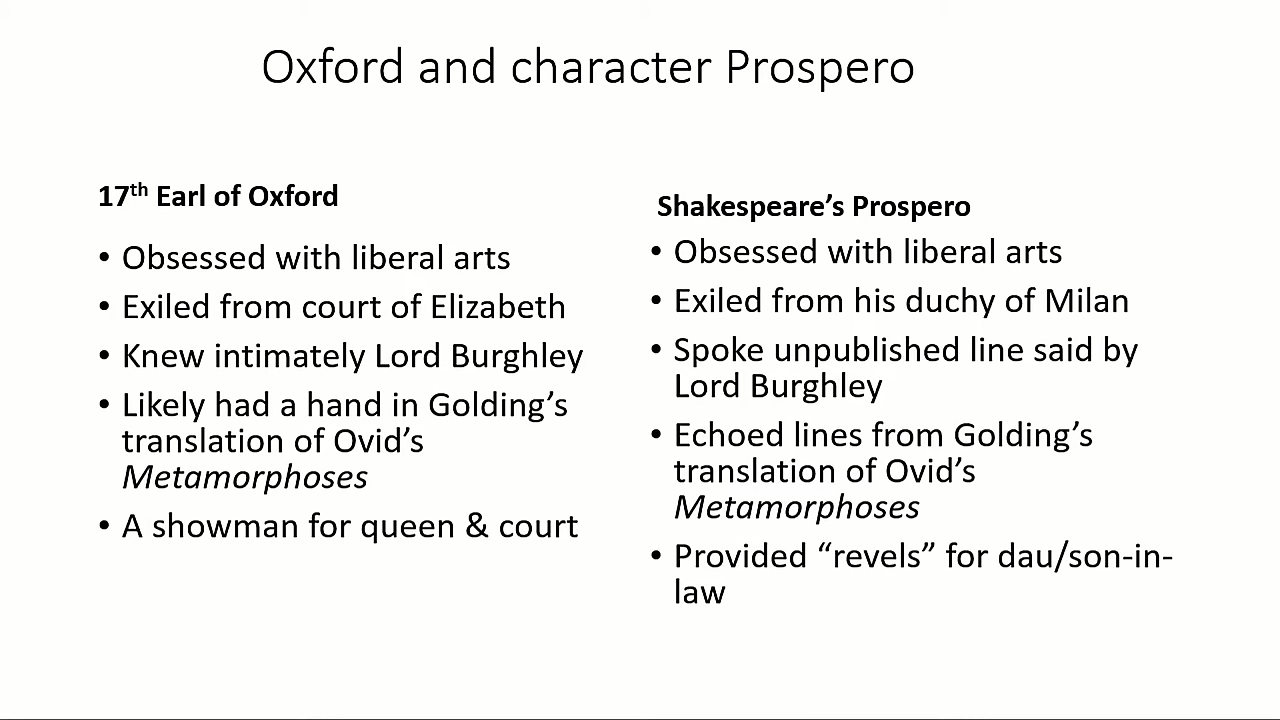 Oxford and character Prospero
17th Earl of Oxford
• Obsessed with liberal arts
• Exiled from court of Elizabeth
• Knew intimately Lord Burghley
• Likely had a hand in Golding’s
translation of Ovid’s
Metamorphoses
• A showman for queen & court
Shakespeare’s Prospero
• Obsessed with liberal arts
• Exiled from his duchy of Milan
• Spoke unpublished line said by
Lord Burghley
• Echoed lines from Golding’s
translation of Ovid’s
Metamorphoses
• Provided “revels” for dau/son-in-
law